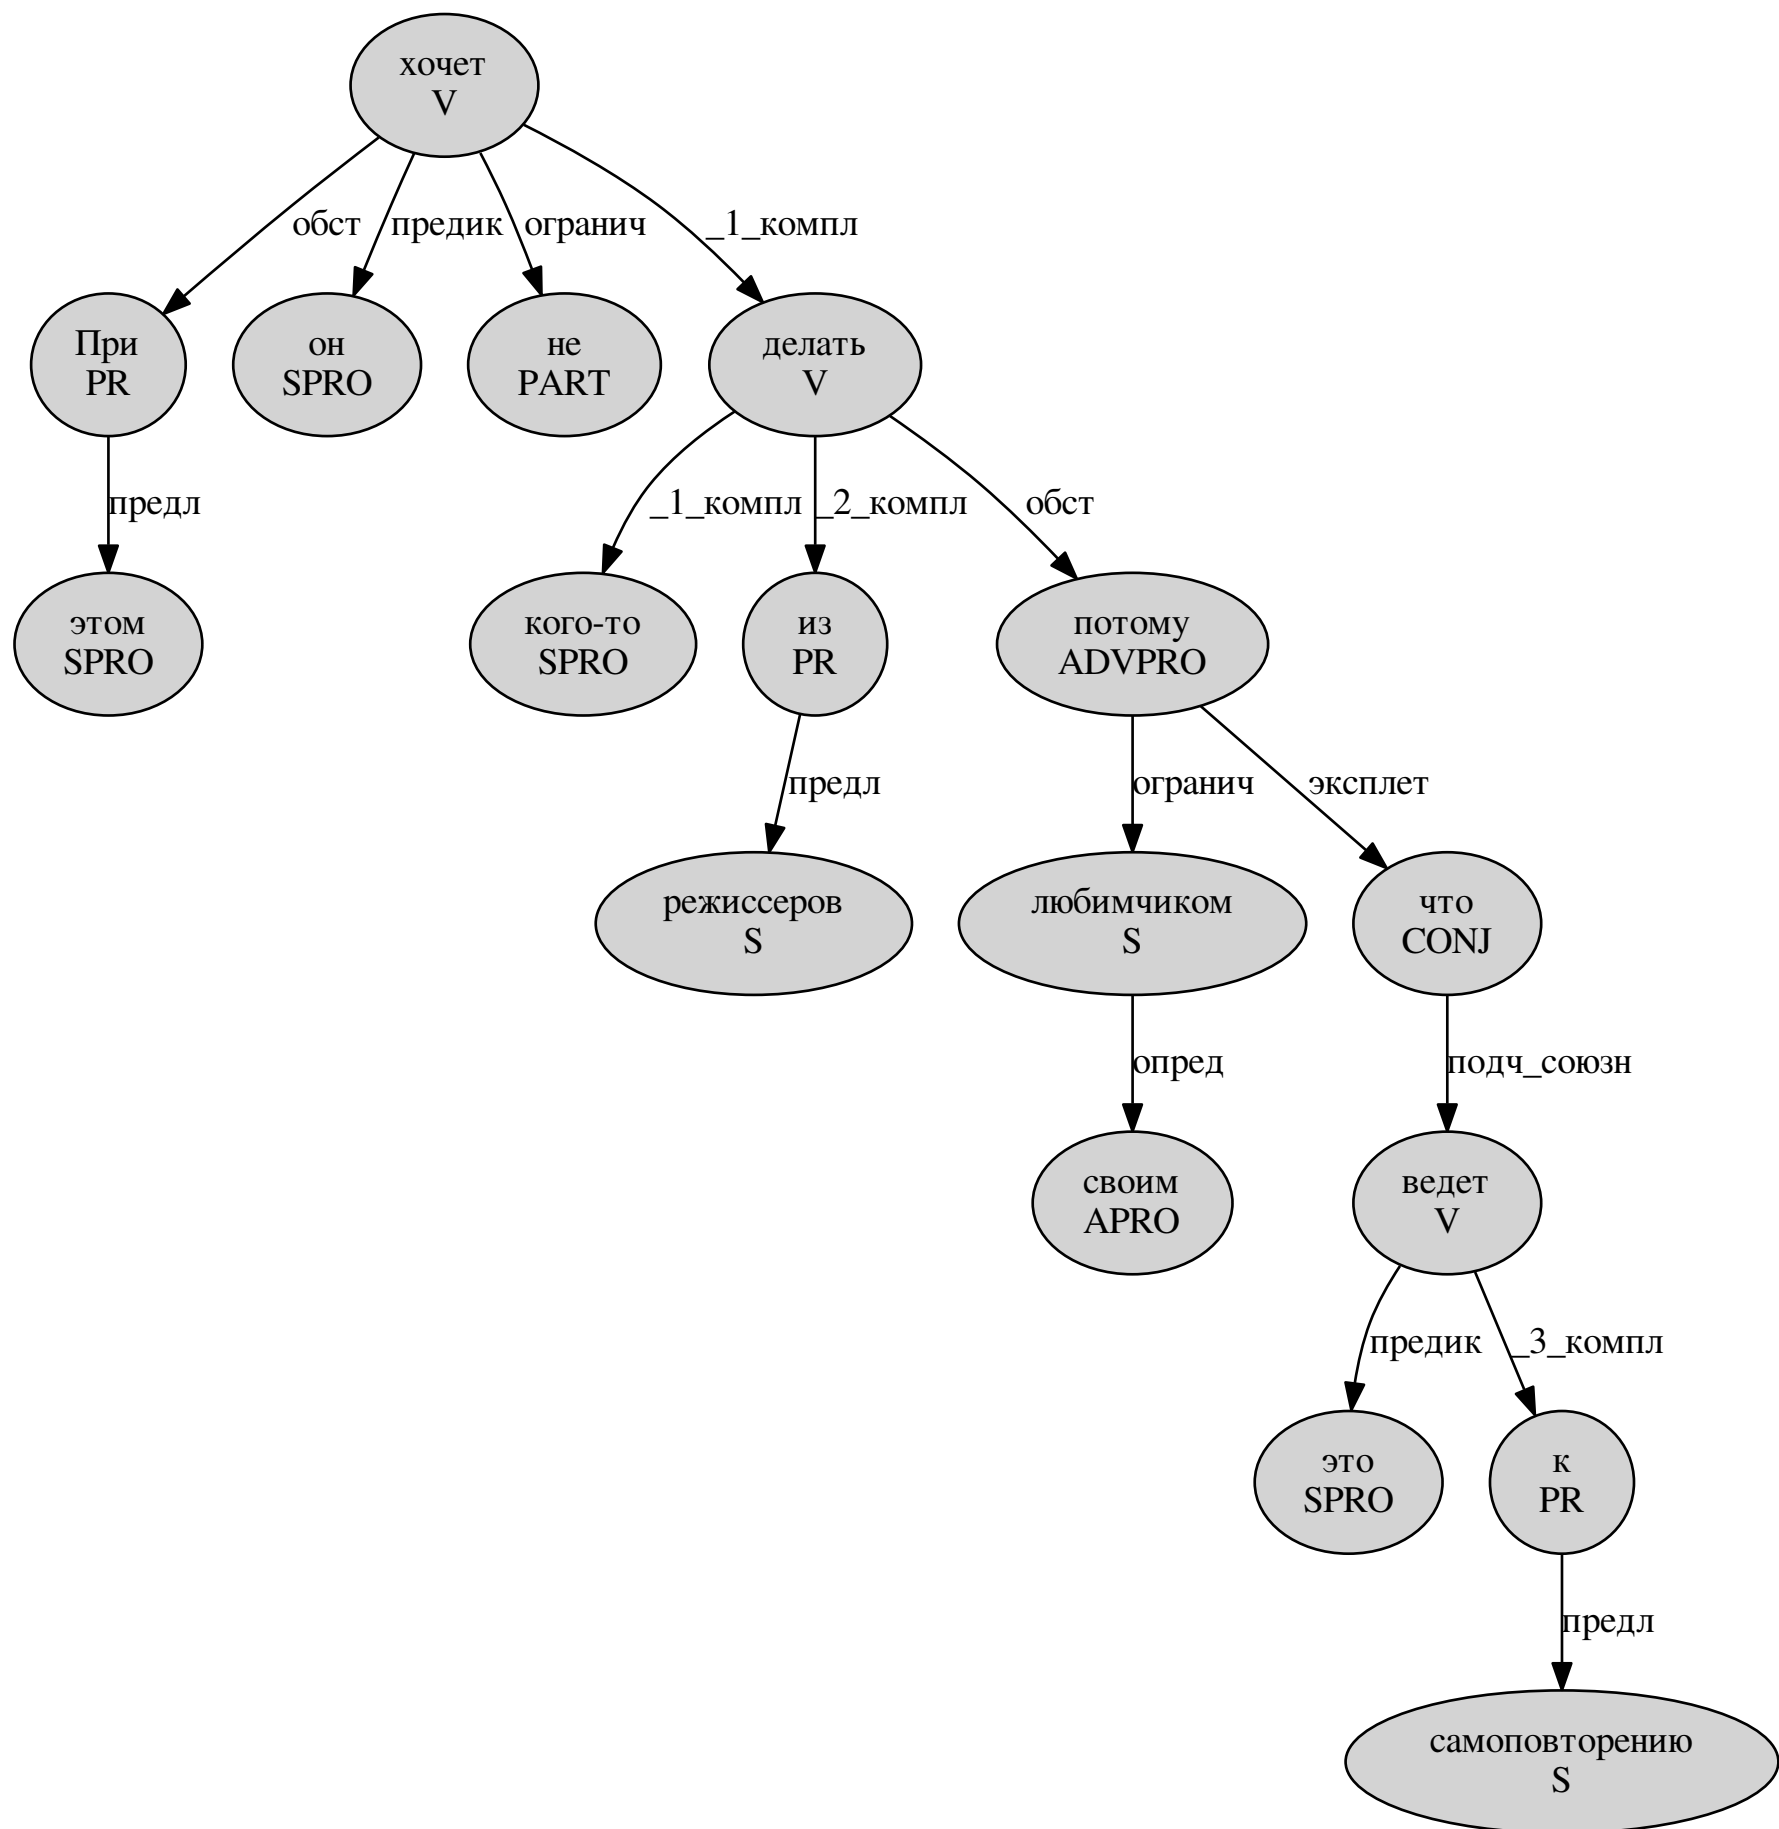 хочет
V
обст
предик
огранич
_1_компл
При
PR
он
SPRO
не
PART
делать
V
предл
_1_компл
_2_компл
обст
этом
SPRO
кого-то
SPRO
из
PR
потому
ADVPRO
предл
огранич
эксплет
режиссеров
S
любимчиком
S
что
CONJ
опред
подч_союзн
своим
APRO
ведет
V
предик
_3_компл
это
SPRO
к
PR
предл
самоповторению
S